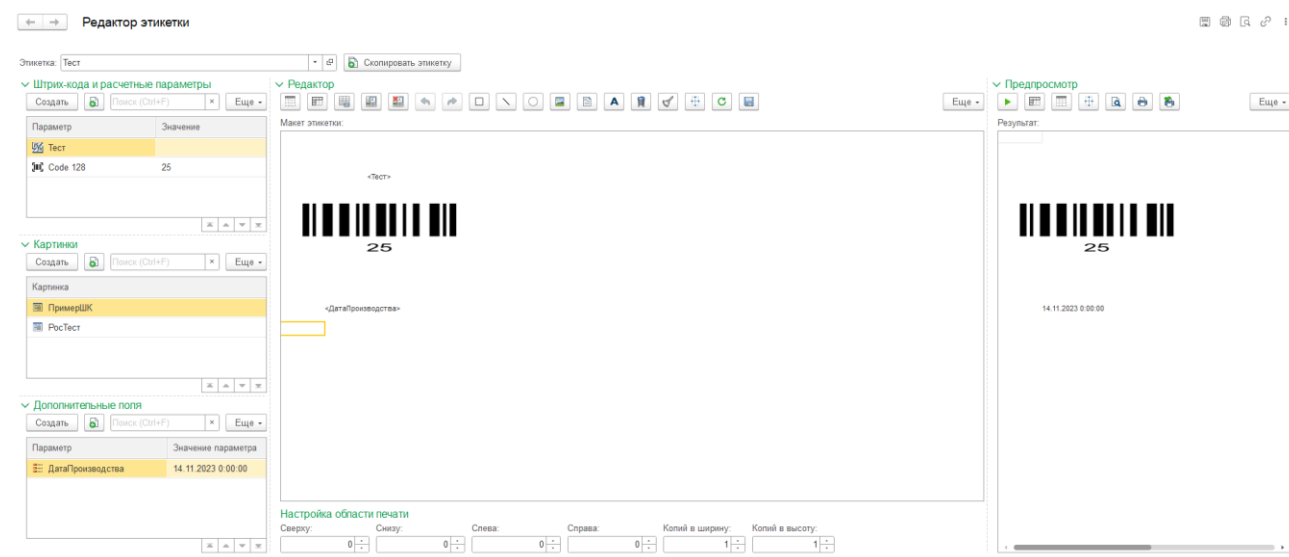 Редактор этикетки
Этикетка: Тест
Скопировать этикетку
Штрих-кода и расчетные параметры
Создать Поиск (Ctrl+F) × Еще
Параметр Значение
Тест
Code 128 25
Картинки
Создать Поиск (Ctrl+F) × Еще
Картинка
ПримерШК
РосТест
Дополнительные поля
Создать Поиск (Ctrl+F) × Еще
Параметр Значение параметра
ДатаПроизводства 14.11.2023 0:00:00
Редактор
Еще
Макет этикетки:
<Тест>
25
<ДатаПроизводства>
Настройка области печати
Сверху: Снизу: Слева: Справа: Копий в ширину: Копий в высоту:
0 0 0 0 1 1
Предпросмотр
Еще
Результат:
25
14.11.2023 0:00:00